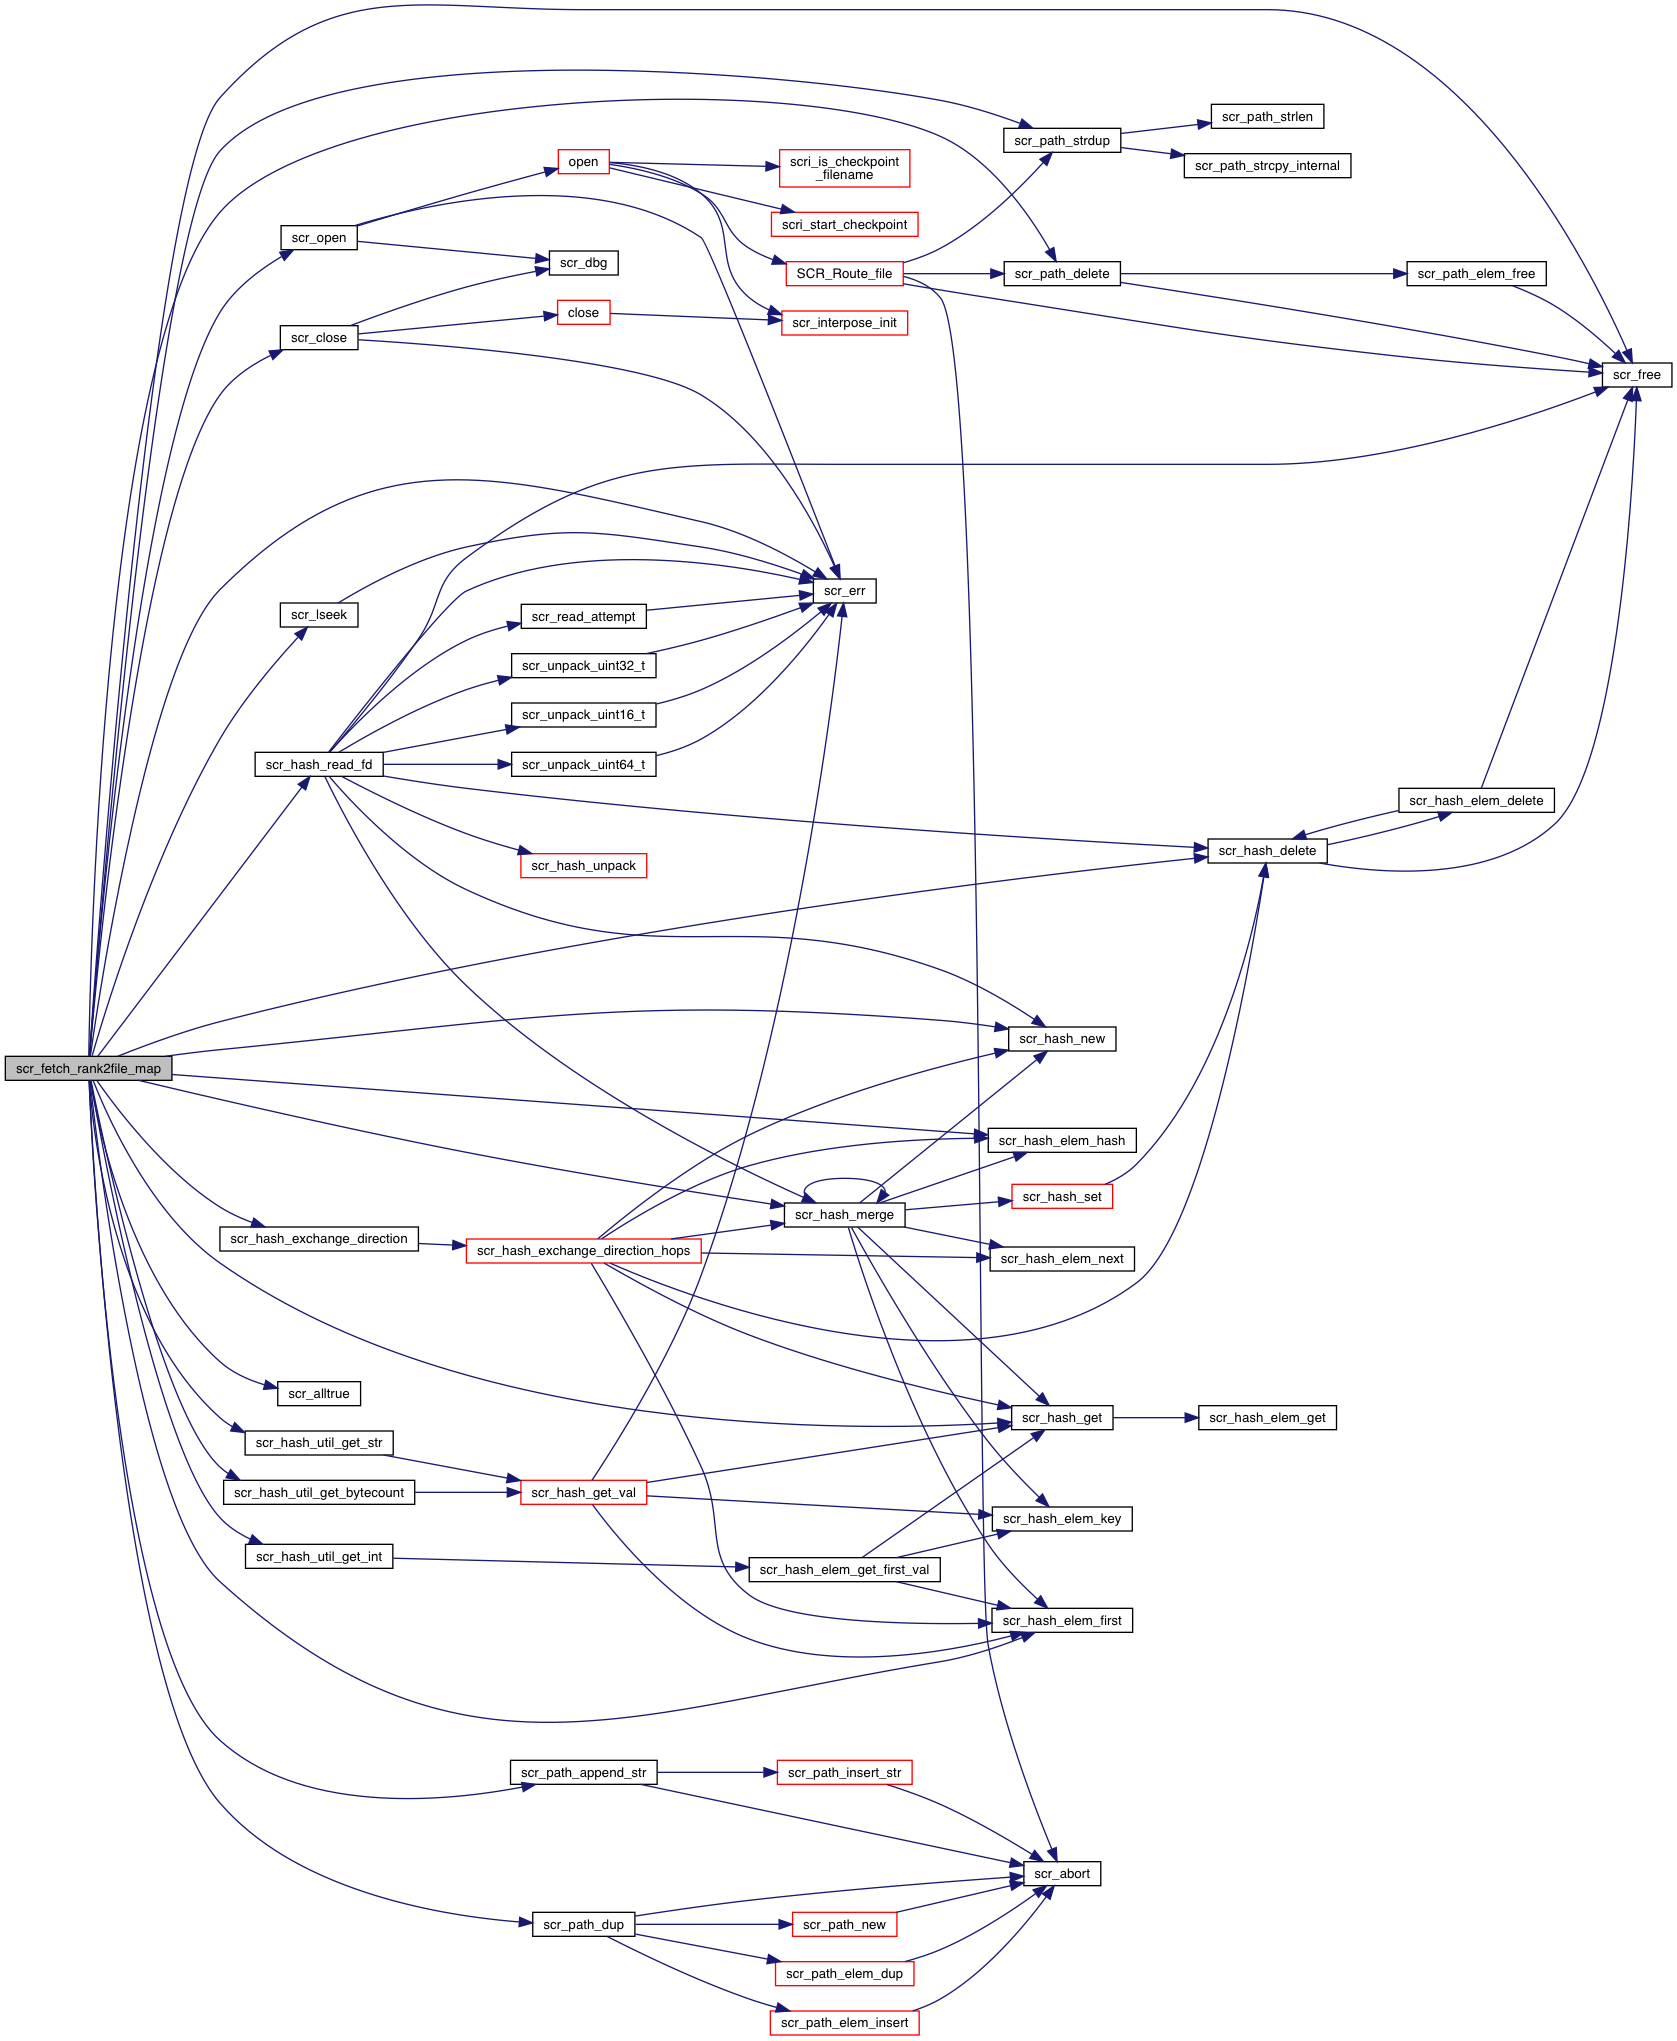 scr_path_strlen
scr_path_strdup
scri_is_checkpoint
_filename
open
scr_path_strcpy_internal
scri_start_checkpoint
scr_open
scr_dbg
SCR_Route_file
scr_path_delete
scr_path_elem_free
close
scr_interpose_init
scr_close
scr_free
scr_err
scr_lseek
scr_read_attempt
scr_unpack_uint32_t
scr_unpack_uint16_t
scr_hash_read_fd
scr_unpack_uint64_t
scr_hash_elem_delete
scr_hash_unpack
scr_hash_delete
scr_hash_new
scr_fetch_rank2file_map
scr_hash_elem_hash
scr_hash_set
scr_hash_merge
scr_hash_exchange_direction
scr_hash_exchange_direction_hops
scr_hash_elem_next
scr_alltrue
scr_hash_get
scr_hash_elem_get
scr_hash_util_get_str
scr_hash_util_get_bytecount
scr_hash_get_val
scr_hash_elem_key
scr_hash_util_get_int
scr_hash_elem_get_first_val
scr_hash_elem_first
scr_path_append_str
scr_path_insert_str
scr_abort
scr_path_dup
scr_path_new
scr_path_elem_dup
scr_path_elem_insert